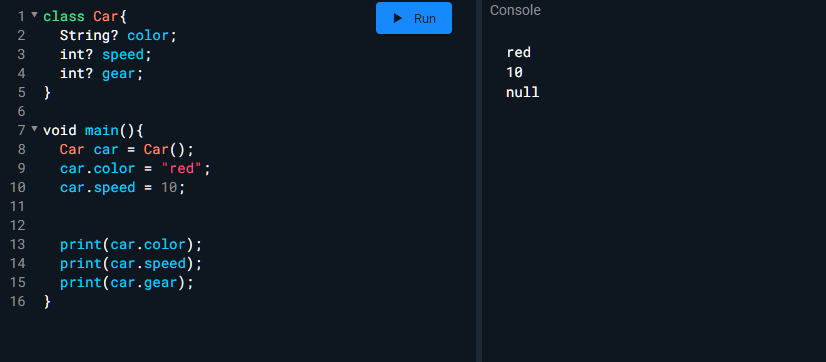 1 class Car{
2 String? color;
3 int? speed;
4 int? gear;
5 }
6
7 void main(){
8 Car car = Car();
9 car.color = "red";
10 car.speed = 10;
11
12
13 print(car.color);
14 print(car.speed);
15 print(car.gear);
16 }
Run
Console
red
10
null